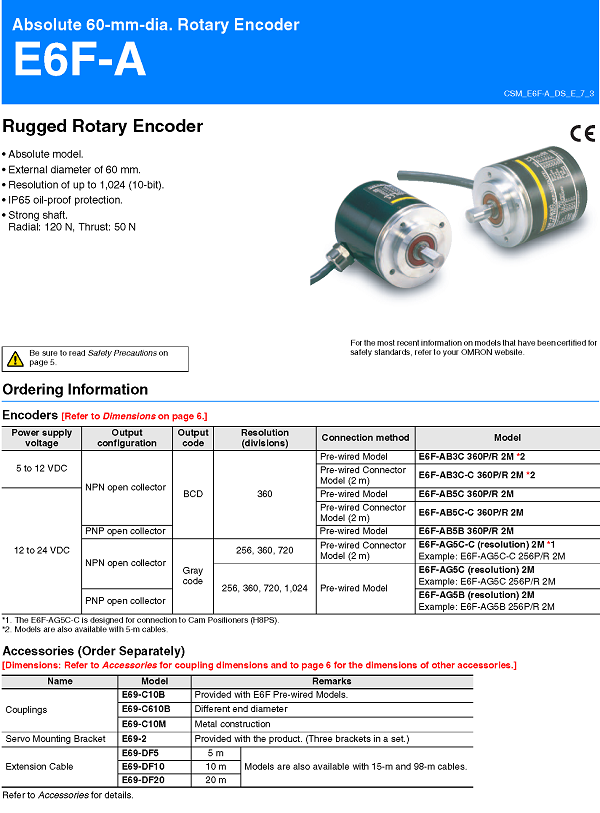 Absolute 60-mm-dia. Rotary Encoder
E6F-A
CSM_E6F-A_DS_E_7_3
Rugged Rotary Encoder
• Absolute model.
• External diameter of 60 mm.
• Resolution of up to 1,024 (10-bit).
• IP65 oil-proof protection.
• Strong shaft.
Radial: 120 N, Thrust: 50 N
CE
Be sure to read Safety Precautions on
page 5.
For the most recent information on models that have been certified for
safety standards, refer to your OMRON website.
Ordering Information
Encoders [Refer to Dimensions on page 6.]
Power supply voltage Output configuration Output code Resolution (divisions) Connection method Model
5 to 12 VDC NPN open collector BCD 360 Pre-wired Model E6F-AB3C 360P/R 2M *2
Pre-wired Connector Model (2 m) E6F-AB3C-C 360P/R 2M *2
12 to 24 VDC Pre-wired Model E6F-AB5C 360P/R 2M
Pre-wired Connector Model (2 m) E6F-AB5C-C 360P/R 2M
PNP open collector Pre-wired Model E6F-AB5B 360P/R 2M
NPN open collector Gray code 256, 360, 720 Pre-wired Connector Model (2 m) E6F-AG5C-C (resolution) 2M *1
Example: E6F-AG5C-C 256P/R 2M
256, 360, 720, 1,024 Pre-wired Model E6F-AG5C (resolution) 2M
Example: E6F-AG5C 256P/R 2M
PNP open collector E6F-AG5B (resolution) 2M
Example: E6F-AG5B 256P/R 2M
*1. The E6F-AG5C-C is designed for connection to Cam Positioners (H8PS).
*2. Models are also available with 5-m cables.
Accessories (Order Separately)
[Dimensions: Refer to Accessories for coupling dimensions and to page 6 for the dimensions of other accessories.]
Name Model Remarks
Couplings E69-C10B Provided with E6F Pre-wired Models.
E69-C610B Different end diameter
E69-C10M Metal construction
Servo Mounting Bracket E69-2 Provided with the product. (Three brackets in a set.)
Extension Cable E69-DF5 5 m Models are also available with 15-m and 98-m cables.
E69-DF10 10 m
E69-DF20 20 m
Refer to Accessories for details.